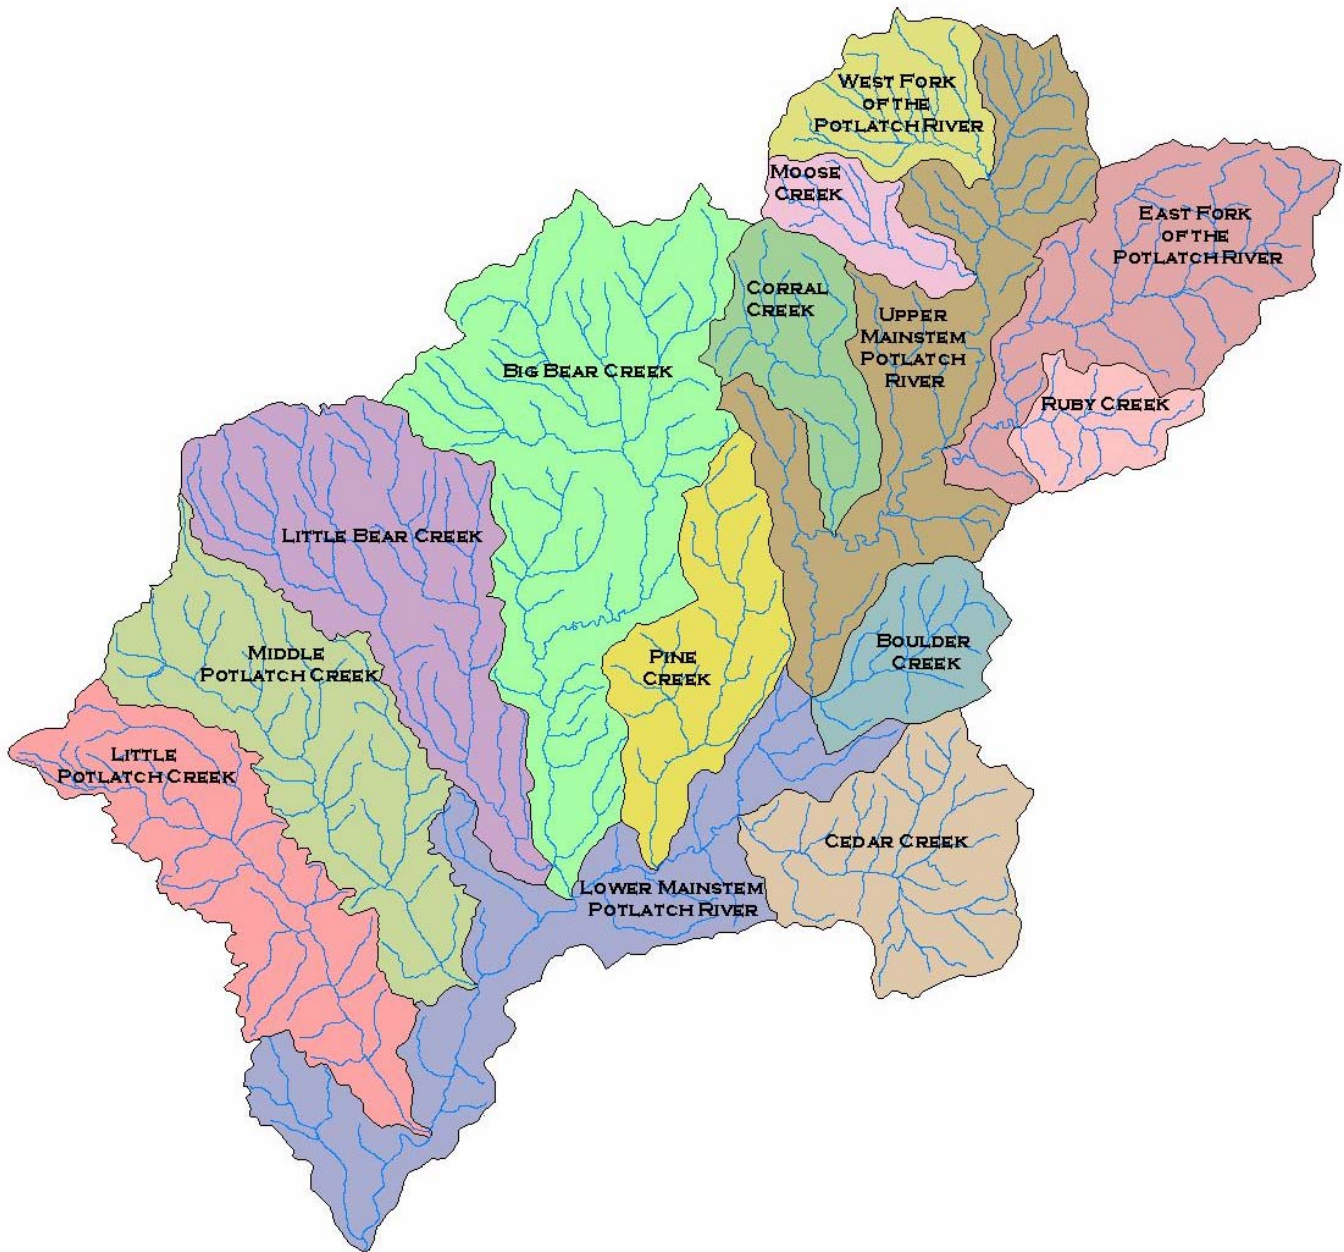 WEST FORK
OF THE
POTLATCH RIVER
MOOSE
CREEK
EAST FORK
OF THE
POTLATCH RIVER
CORRAL
CREEK
UPPER
MAINSTEM
POTLATCH
RIVER
BIG BEAR CREEK
RUBY CREEK
LITTLE BEAR CREEK
MIDDLE
POTLATCH CREEK
PINE
CREEK
BOULDER
CREEK
LITTLE
POTLATCH CREEK
CEDAR CREEK
LOWER MAINSTEM
POTLATCH RIVER